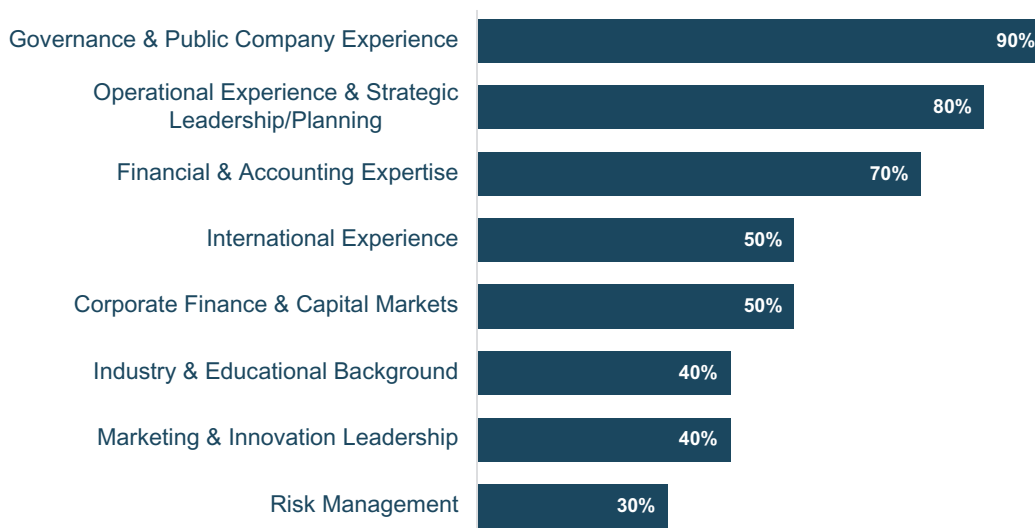 Governance & Public Company Experience
90%
Operational Experience & Strategic
Leadership/Planning
80%
Financial & Accounting Expertise
70%
International Experience
50%
Corporate Finance & Capital Markets
50%
Industry & Educational Background
40%
Marketing & Innovation Leadership
40%
Risk Management
30%